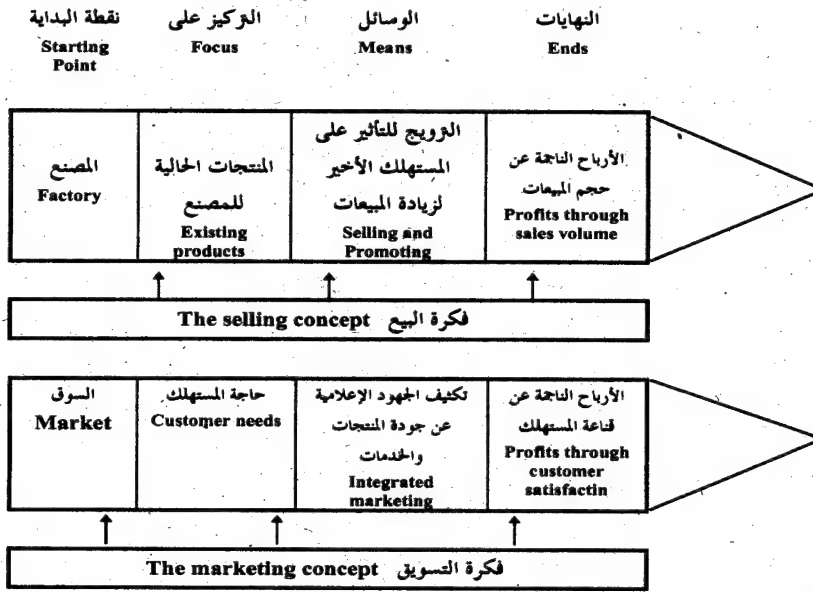 نقطة البداية
Starting
Point
التركيز على
Focus
الوسائل
Means
النهايات
Ends
المصنع
Factory
المنتجات الحالية
للمصنع
Existing
products
الترويج للتأثير على
المستهلك الأخير
لزيادة المبيعات
Selling and
Promoting
الأرباح الناجمة عن
حجم المبيعات
Profits through
sales volume
The selling concept فكرة البيع
السوق
Market
حاجة المستهلك
Customer needs
تكثيف الجهود الإعلامية
عن جودة المنتجات
والخدمات
Integrated
marketing
الأرباح الناجمة عن
قناعة المستهلك
Profits through
customer
satisfactin
The marketing concept فكرة التسويق